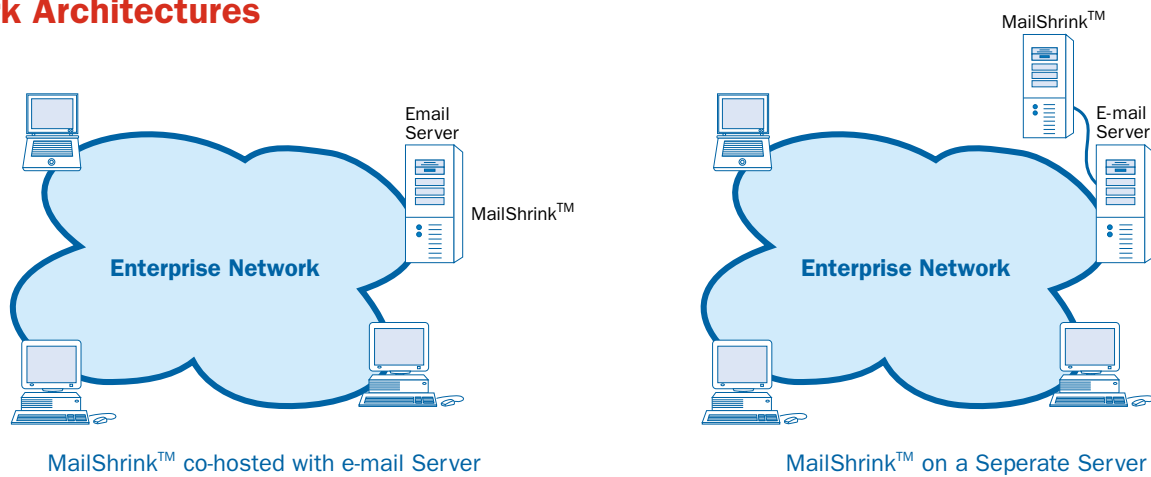 k Architectures
MailShrink™
Email
Server
MailShrink™
Enterprise Network
MailShrink™ co-hosted with e-mail Server
E-mail
Server
Enterprise Network
MailShrink™ on a Seperate Server